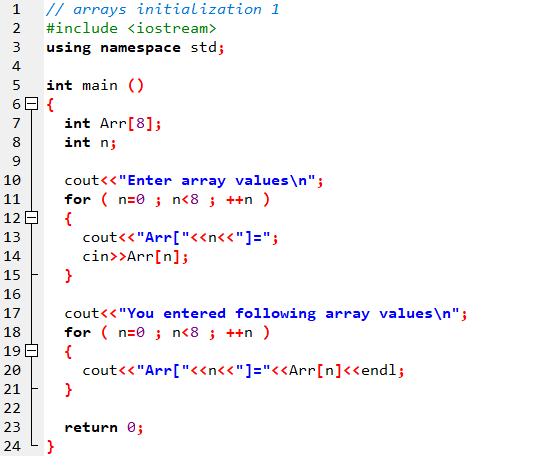 1 // arrays initialization 1
2 #include <iostream>
3 using namespace std;
4
5 int main ()
6 {
7 int Arr[8];
8 int n;
9
10 cout<<"Enter array values\n";
11 for ( n=0 ; n<8 ; ++n )
12 {
13 cout<<"Arr["<<n<<"]=";
14 cin>>Arr[n];
15 }
16
17 cout<<"You entered following array values\n";
18 for ( n=0 ; n<8 ; ++n )
19 {
20 cout<<"Arr["<<n<<"]="<<Arr[n]<<endl;
21 }
22
23 return 0;
24 }